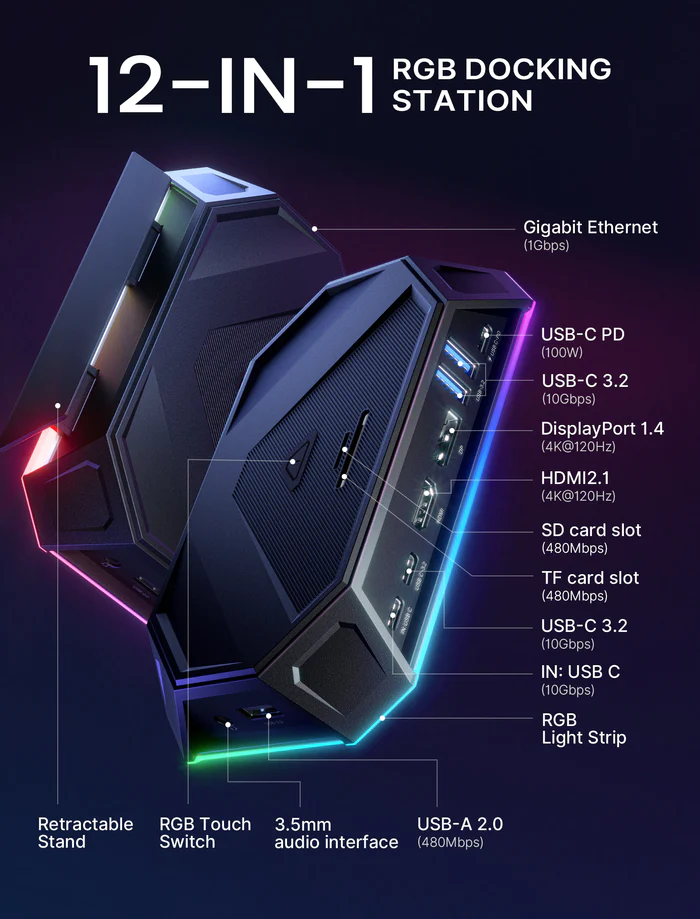 12-IN-1 RGB DOCKING
STATION
Gigabit Ethernet
(1Gbps)
USB-C PD
(100W)
USB-C 3.2
(10Gbps)
DisplayPort 1.4
(4K@120Hz)
HDMI2.1
(4K@120Hz)
SD card slot
(480Mbps)
TF card slot
(480Mbps)
USB-C 3.2
(10Gbps)
IN: USB C
(10Gbps)
RGB
Light Strip
Retractable
Stand
RGB Touch
Switch
3.5mm
audio interface
USB-A 2.0
(480Mbps)